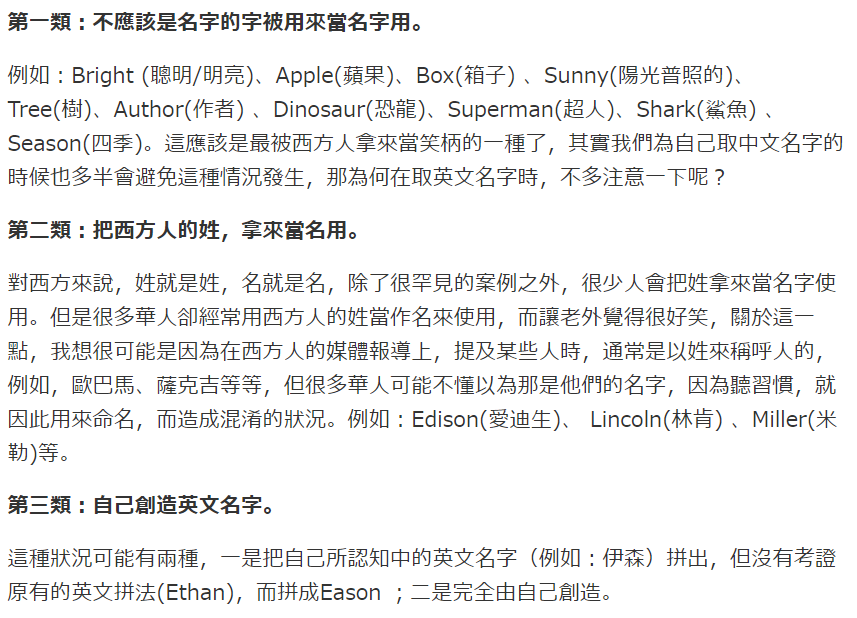 第一類：不應該是名字的字被用來當名字用。
例如：Bright (聰明/明亮)、Apple(蘋果)、Box(箱子) 、Sunny(陽光普照的)、
Tree(樹)、Author(作者) 、Dinosaur(恐龍)、Superman(超人)、Shark(鯊魚) 、
Season(四季)。這應該是最被西方人拿來當笑柄的一種了，其實我們為自己取中文名字的
時候也多半會避免這種情況發生，那為何在取英文名字時，不多注意一下呢？
第二類：把西方人的姓，拿來當名用。
對西方來說，姓就是姓，名就是名，除了很罕見的案例之外，很少人會把姓拿來當名字使
用。但是很多華人卻經常用西方人的姓當作名來使用，而讓老外覺得很好笑，關於這一
點，我想很可能是因為在西方人的媒體報導上，提及某些人時，通常是以姓來稱呼人的，
例如，歐巴馬、薩克吉等等，但很多華人可能不懂以為那是他們的名字，因為聽習慣，就
因此用來命名，而造成混淆的狀況。例如：Edison(愛迪生)、 Lincoln(林肯) 、Miller(米
勒)等。
第三類：自己創造英文名字。
這種狀況可能有兩種，一是把自己所認知中的英文名字（例如：伊森）拼出，但沒有考證
原有的英文拼法(Ethan)，而拼成Eason ；二是完全由自己創造。